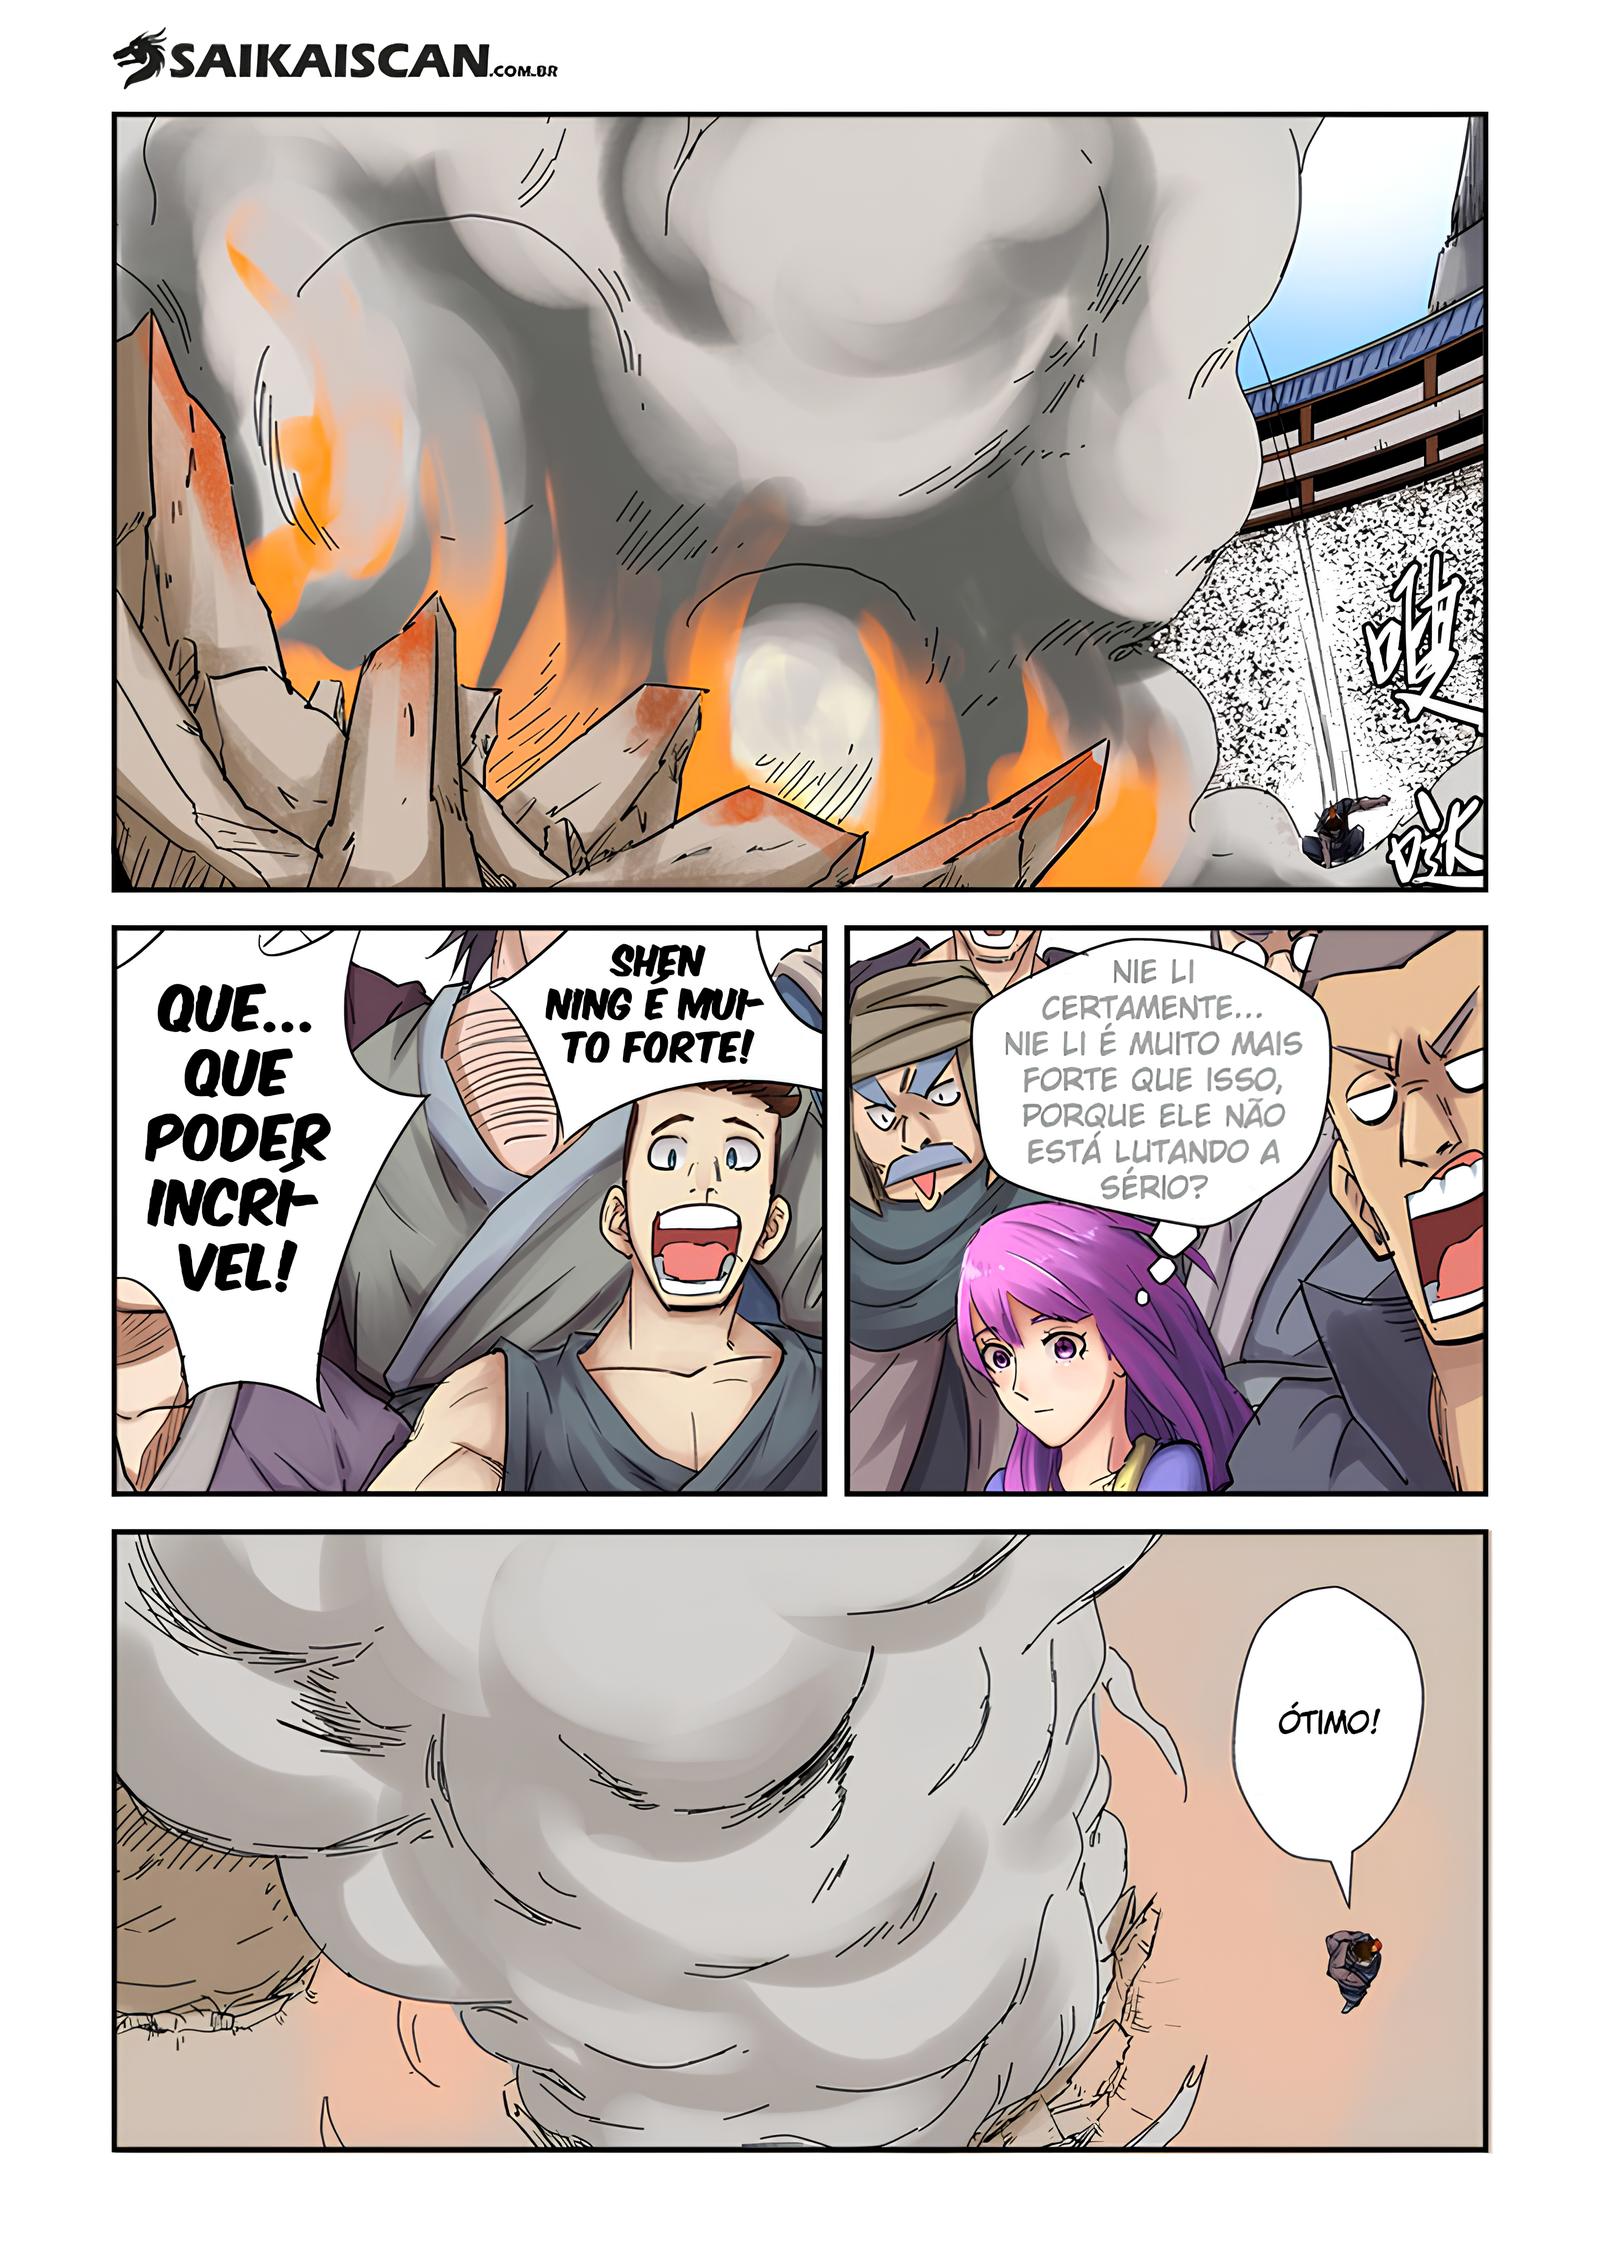 SAIKAISCAN.COM.BR
嗖
哒
QUE...
QUE
PODER
INCRÍ-
VEL!
SHEN
NING É MUI-
TO FORTE!
NIE LI
CERTAMENTE...
NIE LI É MUITO MAIS
FORTE QUE ISSO,
PORQUE ELE NÃO
ESTÁ LUTANDO A
SÉRIO?
ÓTIMO!